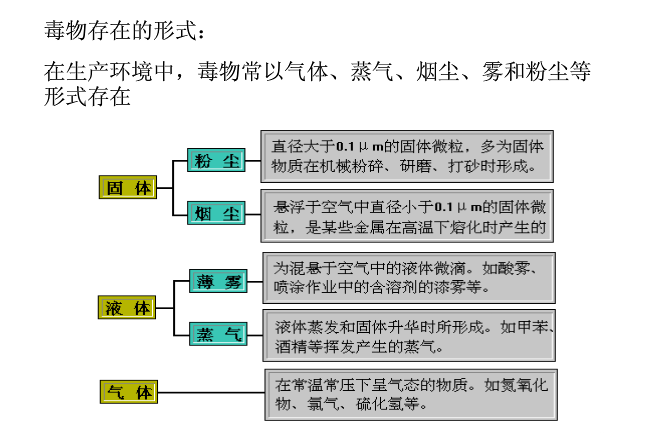 毒物存在的形式：
在生产环境中，毒物常以气体、蒸气、烟尘、雾和粉尘等
形式存在
固 体
粉 尘
直径大于0.1μm的固体微粒，多为固体
物质在机械粉碎、研磨、打砂时形成。
烟 尘
悬浮于空气中直径小于0.1μm的固体微
粒，是某些金属在高温下熔化时产生的
液 体
薄 雾
为混悬于空气中的液体微滴。如酸雾、
喷涂作业中的含溶剂的漆雾等。
蒸 气
液体蒸发和固体升华时所形成。如甲苯、
酒精等挥发产生的蒸气。
气 体
在常温常压下呈气态的物质。如氮氧化
物、氯气、硫化氢等。